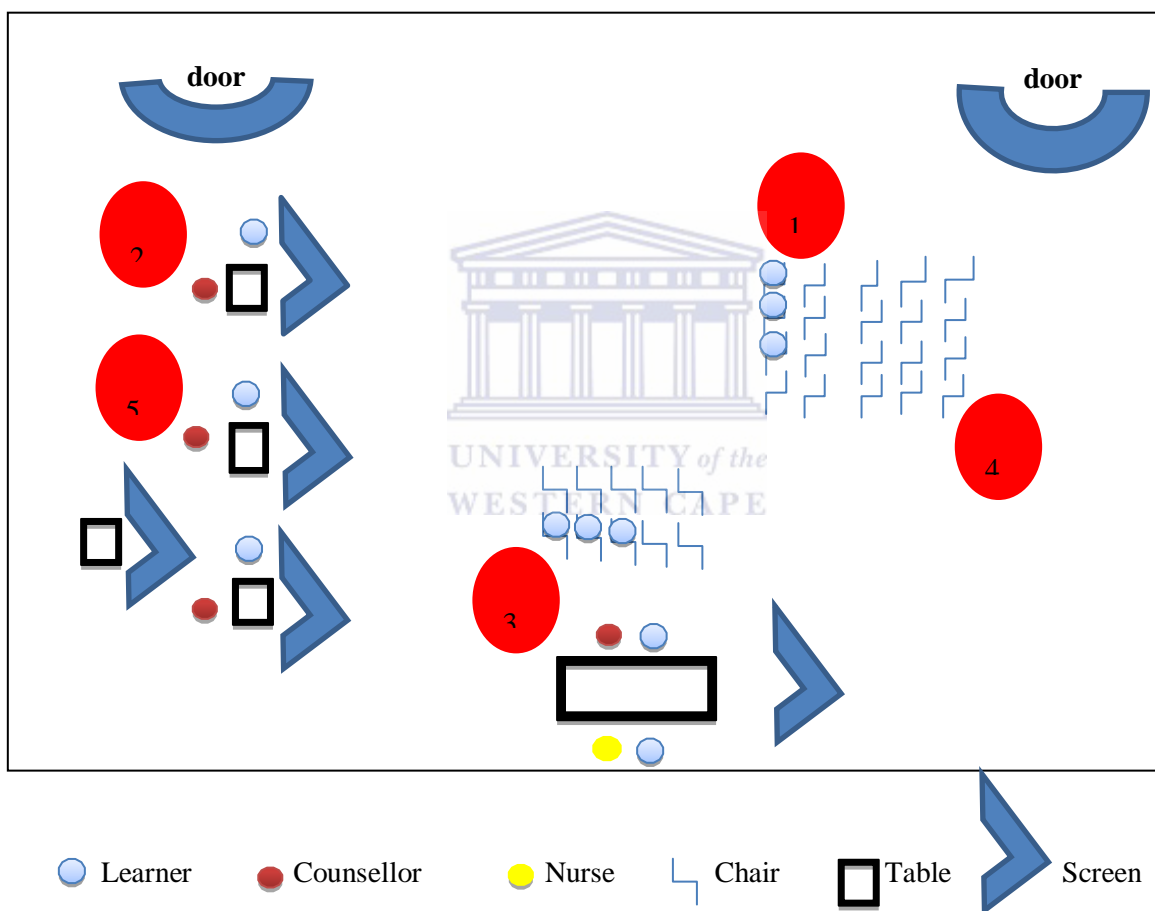 door
door
1
2
5
4
UNIVERSITY of the
WESTERN CAPE
3
Learner Counsellor Nurse Chair Table Screen